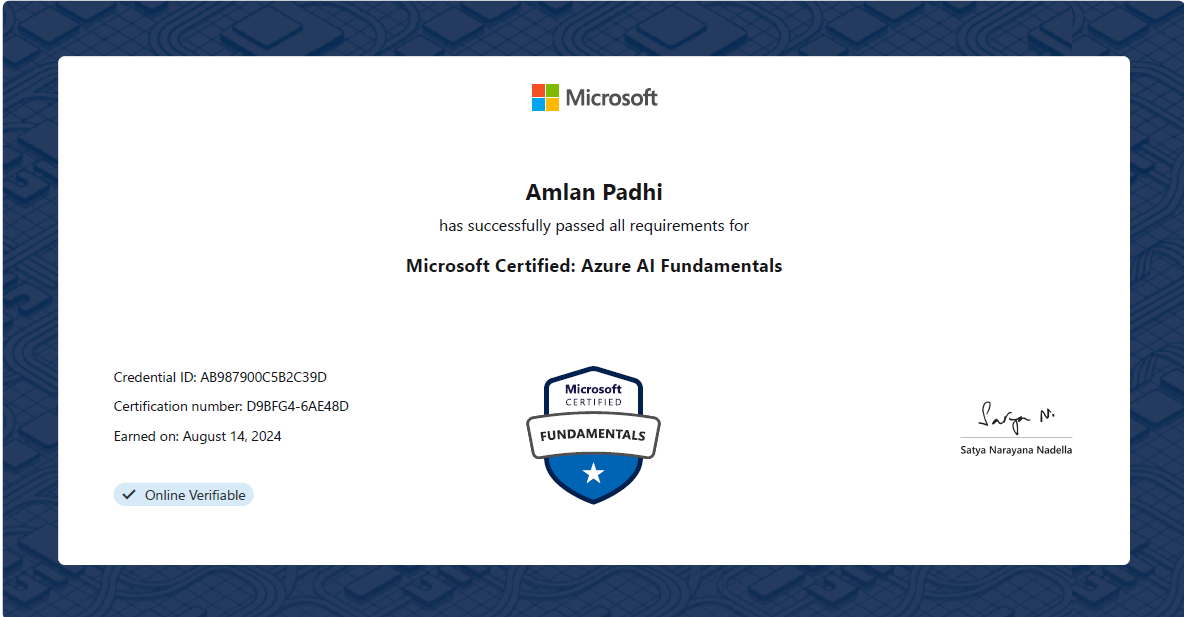 Microsoft
Amlan Padhi
has successfully passed all requirements for
Microsoft Certified: Azure AI Fundamentals
Credential ID: AB987900C5B2C39D
Certification number: D9BFG4-6AE48D
Earned on: August 14, 2024
Online Verifiable
Microsoft
CERTIFIED
FUNDAMENTALS
Satya N.
Satya Narayana Nadella